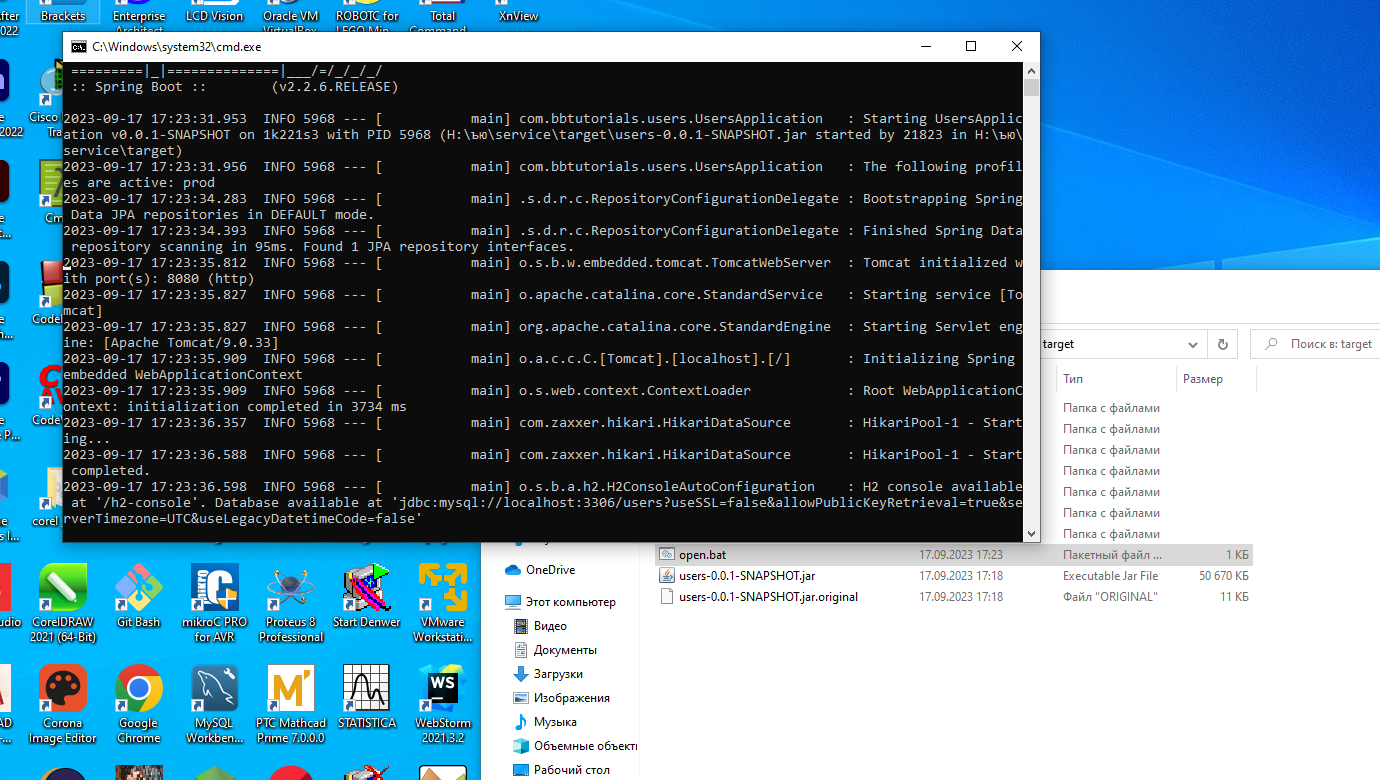 After
2022
Brackets
Enterprise
Architect
LCD Vision
Oracle VM
VirtualBox
ROBOTC for
LEGO Min...
Total
Command...
XnView
C:\Windows\system32\cmd.exe
=========|_|==============|___/=/_/_/_/
:: Spring Boot ::        (v2.2.6.RELEASE)
2023-09-17 17:23:31.953  INFO 5968 --- [           main] com.bbtutorials.users.UsersApplication   : Starting UsersApplic
ation v0.0.1-SNAPSHOT on 1k221s3 with PID 5968 (H:\ъю\service\target\users-0.0.1-SNAPSHOT.jar started by 21823 in H:\ъю\
service\target)
2023-09-17 17:23:31.956  INFO 5968 --- [           main] com.bbtutorials.users.UsersApplication   : The following profil
es are active: prod
2023-09-17 17:23:34.283  INFO 5968 --- [           main] .s.d.r.c.RepositoryConfigurationDelegate : Bootstrapping Spring
Data JPA repositories in DEFAULT mode.
2023-09-17 17:23:34.393  INFO 5968 --- [           main] .s.d.r.c.RepositoryConfigurationDelegate : Finished Spring Data
repository scanning in 95ms. Found 1 JPA repository interfaces.
2023-09-17 17:23:35.812  INFO 5968 --- [           main] o.s.b.w.embedded.tomcat.TomcatWebServer  : Tomcat initialized w
ith port(s): 8080 (http)
2023-09-17 17:23:35.827  INFO 5968 --- [           main] o.apache.catalina.core.StandardService   : Starting service [To
mcat]
2023-09-17 17:23:35.827  INFO 5968 --- [           main] org.apache.catalina.core.StandardEngine  : Starting Servlet eng
ine: [Apache Tomcat/9.0.33]
2023-09-17 17:23:35.909  INFO 5968 --- [           main] o.a.c.c.C.[Tomcat].[localhost].[/]       : Initializing Spring
embedded WebApplicationContext
2023-09-17 17:23:35.909  INFO 5968 --- [           main] o.s.web.context.ContextLoader            : Root WebApplicationC
ontext: initialization completed in 3734 ms
2023-09-17 17:23:36.357  INFO 5968 --- [           main] com.zaxxer.hikari.HikariDataSource       : HikariPool-1 - Start
ing...
2023-09-17 17:23:36.588  INFO 5968 --- [           main] com.zaxxer.hikari.HikariDataSource       : HikariPool-1 - Start
completed.
2023-09-17 17:23:36.598  INFO 5968 --- [           main] o.s.b.a.h2.H2ConsoleAutoConfiguration    : H2 console available
at '/h2-console'. Database available at 'jdbc:mysql://localhost:3306/users?useSSL=false&allowPublicKeyRetrieval=true&se
rverTimezone=UTC&useLegacyDatetimeCode=false'
2022
Cisco
Tra
Cm
Code
Code
corel
target
Поиск в: target
Тип
Размер
Папка с файлами
Папка с файлами
Папка с файлами
Папка с файлами
Папка с файлами
Папка с файлами
Папка с файлами
open.bat 17.09.2023 17:23 Пакетный файл ... 1 КБ
users-0.0.1-SNAPSHOT.jar 17.09.2023 17:18 Executable Jar File 50 670 КБ
users-0.0.1-SNAPSHOT.jar.original 17.09.2023 17:18 Файл "ORIGINAL" 11 КБ
OneDrive
Этот компьютер
Видео
Документы
Загрузки
Изображения
Музыка
Объемные объект
Рабочий стол
CorelDRAW
2021 (64-Bit)
Git Bash
mikroC PRO
for AVR
Proteus 8
Professional
Start Denwer
VMware
Workstati...
Corona
Image Editor
Google
Chrome
MySQL
Workben...
PTC Mathcad
Prime 7.0.0.0
STATISTICA
WebStorm
2021.3.2